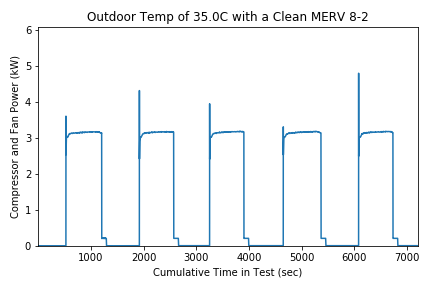 Outdoor Temp of 35.0C with a Clean MERV 8-2
Compressor and Fan Power (kW)
6
5
4
3
2
1
0
1000 2000 3000 4000 5000 6000 7000
Cumulative Time in Test (sec)